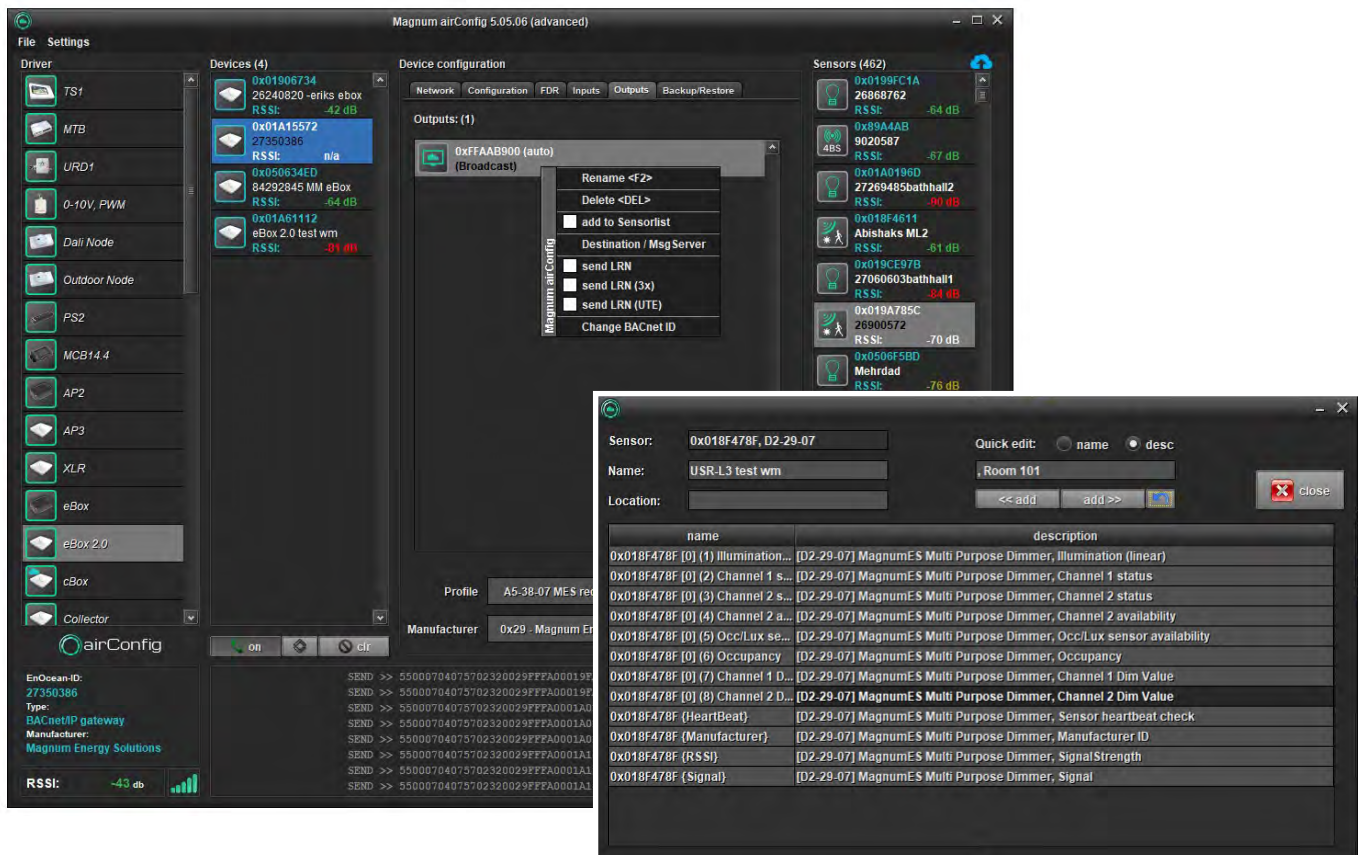 Magnum airConfig 5.05.06 (advanced)
File Settings
Driver
TS1
MTB
URD1
0-10V, PWM
Dali Node
Outdoor Node
PS2
MCB14.4
AP2
AP3
XLR
eBox
eBox 2.0
cBox
Collector
airConfig
EnOcean-ID:
27350386
Type:
BACnet/IP gateway
Manufacturer:
Magnum Energy Solutions
RSSI: -43 db
Devices (4)
0x01906734
26240820 -eriks ebox
RSSI: -42 dB
0x01A15572
27350386
RSSI: n/a
0x050634ED
84292845 MM eBox
RSSI: -64 dB
0x01A61112
eBox 2.0 test wm
RSSI: -91 dB
on
clr
Device configuration
Network Configuration FDR Inputs Outputs Backup/Restore
Outputs: (1)
0xFFAAB900 (auto)
(Broadcast)
Magnum airConfig
Rename <F2>
Delete <DEL>
add to Sensorlist
Destination / MsgServer
send LRN
send LRN (3x)
send LRN (UTE)
Change BACnet ID
Profile A5-38-07 MES rec
Manufacturer 0x29 - Magnum En
SEND >> 55000704075702320029FFFA00019F
SEND >> 55000704075702320029FFFA00019F
SEND >> 55000704075702320029FFFA0001A0
SEND >> 55000704075702320029FFFA0001A0
SEND >> 55000704075702320029FFFA0001A0
SEND >> 55000704075702320029FFFA0001A1
SEND >> 55000704075702320029FFFA0001A1
SEND >> 55000704075702320029FFFA0001A1
Sensors (462)
0x0199FC1A
26868762
RSSI: -64 dB
4BS
0x89A4AB
9020587
RSSI: -67 dB
0x01A0196D
27269485bathhall2
RSSI: -90 dB
0x018F4611
Abishaks ML2
RSSI: -61 dB
0x019CE97B
27060603bathhall1
RSSI: -84 dB
0x019A785C
26900572
RSSI: -70 dB
0x0506F5BD
Mehrdad
RSSI: -76 dB
Sensor: 0x018F478F, D2-29-07
Name: USR-L3 test wm
Location:
Quick edit: name desc
, Room 101
<< add add >>
close
name description
0x018F478F [0] (1) Illumination... [D2-29-07] MagnumES Multi Purpose Dimmer, Illumination (linear)
0x018F478F [0] (2) Channel 1 s... [D2-29-07] MagnumES Multi Purpose Dimmer, Channel 1 status
0x018F478F [0] (3) Channel 2 s... [D2-29-07] MagnumES Multi Purpose Dimmer, Channel 2 status
0x018F478F [0] (4) Channel 2 a... [D2-29-07] MagnumES Multi Purpose Dimmer, Channel 2 availability
0x018F478F [0] (5) Occ/Lux se... [D2-29-07] MagnumES Multi Purpose Dimmer, Occ/Lux sensor availability
0x018F478F [0] (6) Occupancy [D2-29-07] MagnumES Multi Purpose Dimmer, Occupancy
0x018F478F [0] (7) Channel 1 D... [D2-29-07] MagnumES Multi Purpose Dimmer, Channel 1 Dim Value
0x018F478F [0] (8) Channel 2 D... [D2-29-07] MagnumES Multi Purpose Dimmer, Channel 2 Dim Value
0x018F478F {HeartBeat} [D2-29-07] MagnumES Multi Purpose Dimmer, Sensor heartbeat check
0x018F478F {Manufacturer} [D2-29-07] MagnumES Multi Purpose Dimmer, Manufacturer ID
0x018F478F {RSSI} [D2-29-07] MagnumES Multi Purpose Dimmer, SignalStrength
0x018F478F {Signal} [D2-29-07] MagnumES Multi Purpose Dimmer, Signal